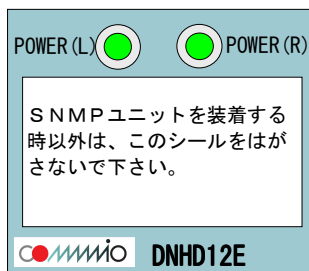 POWER(L) POWER(R)
SNMPユニットを装着する
時以外は、このシールをはが
さないで下さい。
commio DNHD12E